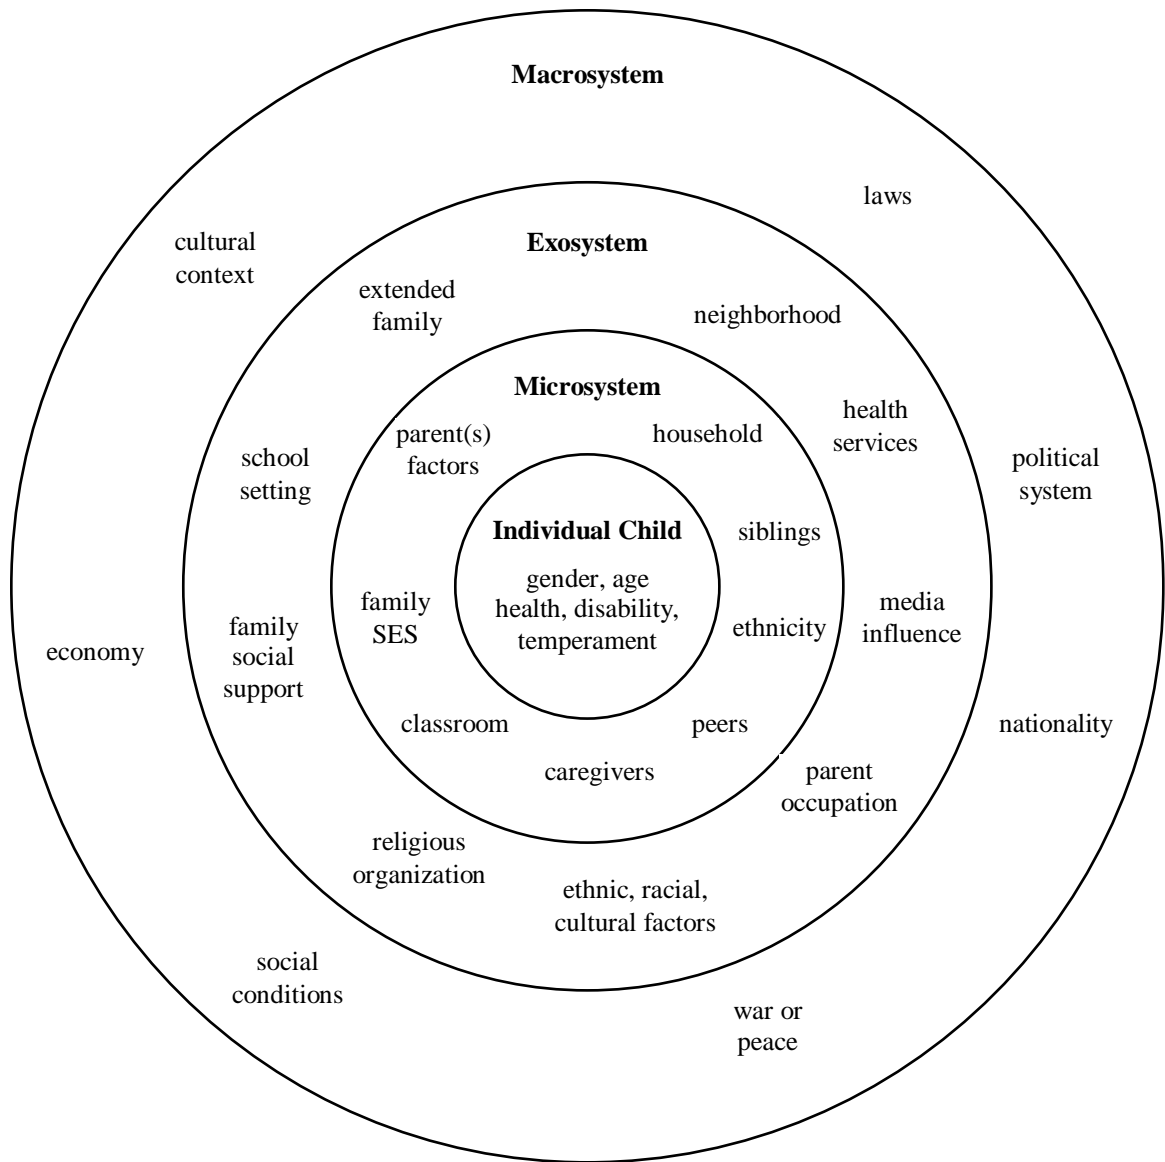 Macrosystem
laws
cultural
context
Exosystem
extended
family
neighborhood
Microsystem
parent(s)
factors
household
health
services
school
setting
political
system
Individual Child
gender, age
health, disability,
temperament
siblings
family
SES
ethnicity
media
influence
family
social
support
economy
classroom
peers
nationality
caregivers
parent
occupation
religious
organization
ethnic, racial,
cultural factors
social
conditions
war or
peace